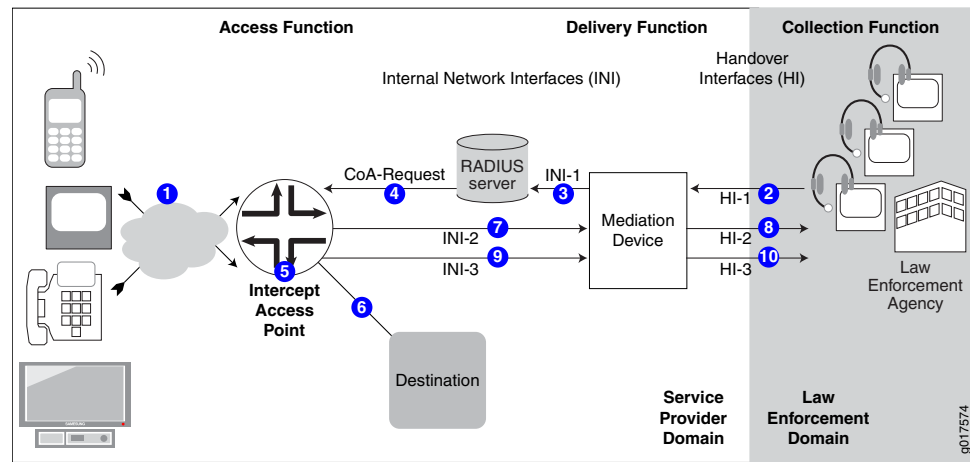 Access Function
Delivery Function
Collection Function
Internal Network Interfaces (INI)
Handover
Interfaces (HI)
RADIUS
server
CoA-Request
INI-1
1
4
3
HI-1
2
Mediation
Device
7
INI-2
8
HI-2
9
INI-3
10
HI-3
5
Intercept
Access
Point
6
Law
Enforcement
Agency
Destination
SAMSUNG
Service
Provider
Domain
Law
Enforcement
Domain
g017574